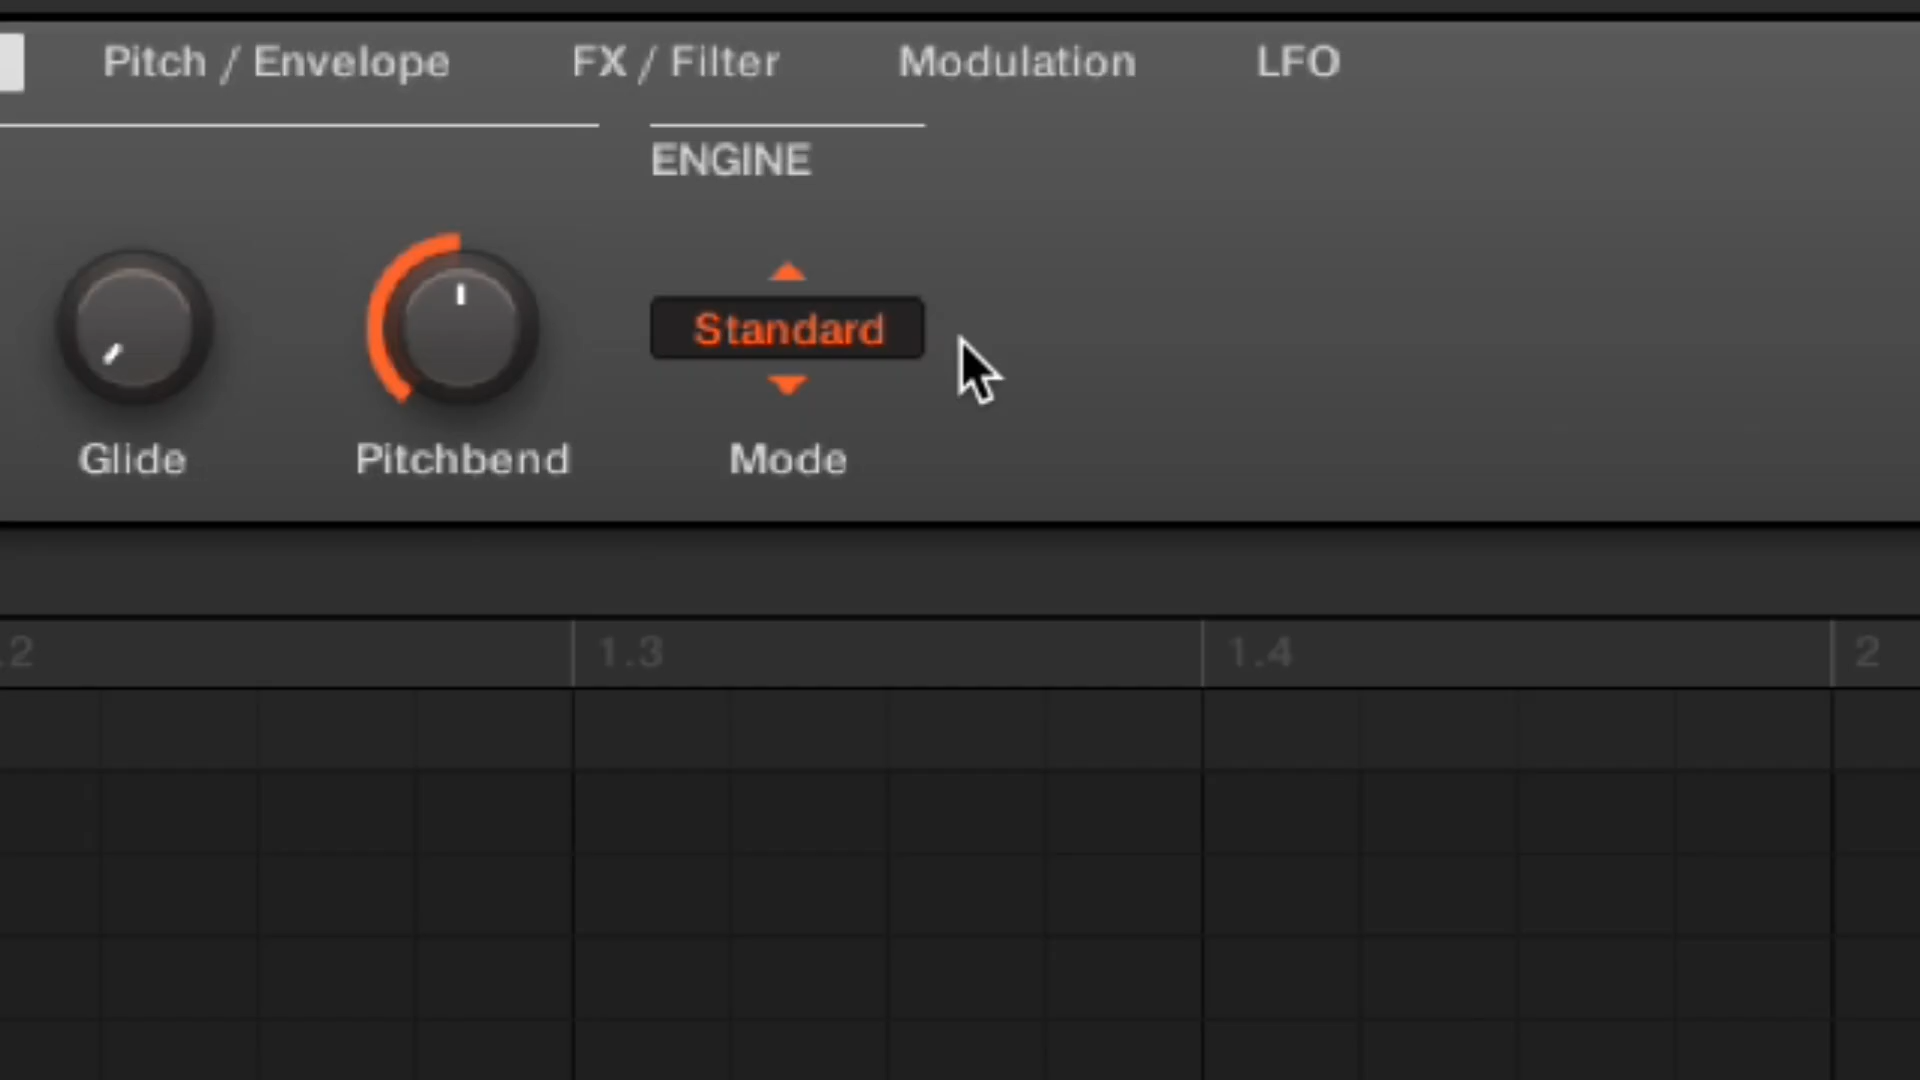 Pitch / Envelope FX / Filter Modulation LFO
ENGINE
Standard
Glide Pitchbend Mode
.2 1.3 1.4 2